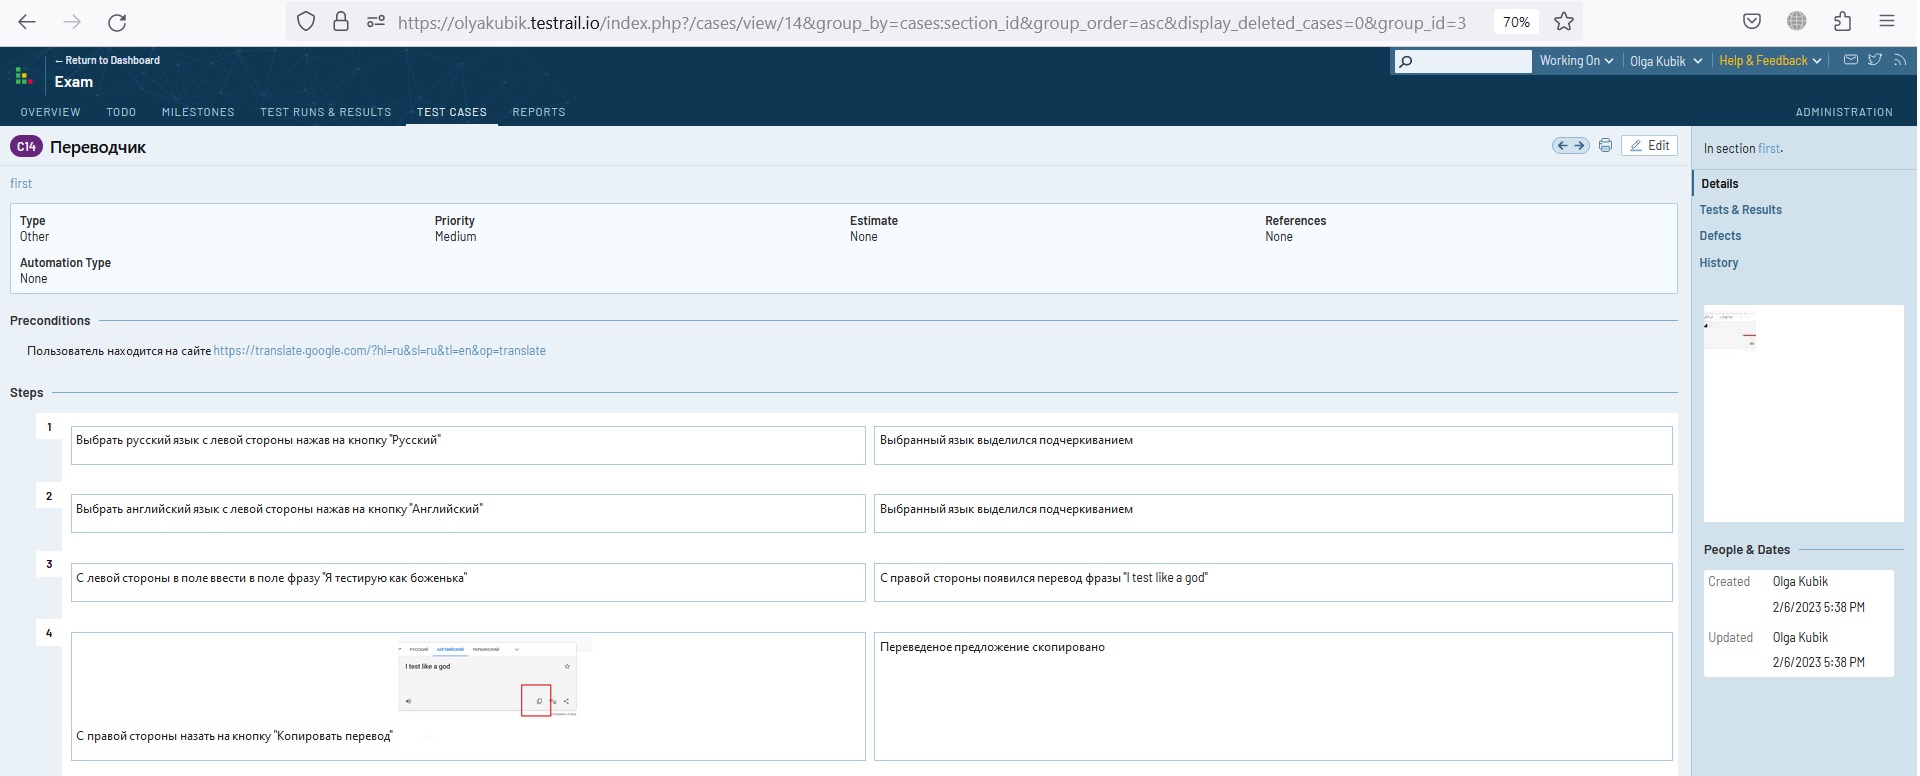 https://olyakubik.testrail.io/index.php?/cases/view/14&group_by=cases:section_id&group_order=asc&display_deleted_cases=0&group_id=3
70%
← Return to Dashboard
Exam
Working On
Olga Kubik
Help & Feedback
OVERVIEW TODO MILESTONES TEST RUNS & RESULTS TEST CASES REPORTS ADMINISTRATION
C14 Переводчик
Edit
In section first.
first
Details
Tests & Results
Defects
History
Type Priority Estimate References
Other Medium None None
Automation Type
None
Preconditions
Пользователь находится на сайте https://translate.google.com/?hl=ru&sl=ru&tl=en&op=translate
Steps
1
Выбрать русский язык с левой стороны нажав на кнопку "Русский"
Выбранный язык выделился подчеркиванием
2
Выбрать английский язык с левой стороны нажав на кнопку "Английский"
Выбранный язык выделился подчеркиванием
3
С левой стороны в поле ввести в поле фразу "Я тестирую как боженька"
С правой стороны появился перевод фразы "I test like a god"
4
РУССКИЙ АНГЛИЙСКИЙ УКРАИНСКИЙ
I test like a god
С правой стороны назать на кнопку "Копировать перевод"
Переведеное предложение скопировано
People & Dates
Created Olga Kubik
2/6/2023 5:38 PM
Updated Olga Kubik
2/6/2023 5:38 PM